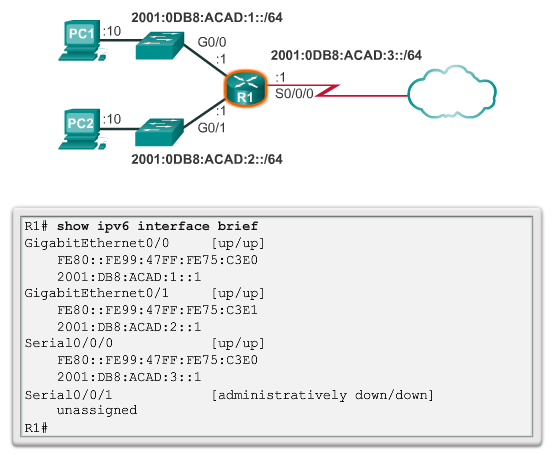 2001:0DB8:ACAD:1::/64
PC1
:10
G0/0
:1
2001:0DB8:ACAD:3::/64
:1
R1
S0/0/0
PC2
:10
:1
G0/1
2001:0DB8:ACAD:2::/64
R1# show ipv6 interface brief
GigabitEthernet0/0 [up/up]
FE80::FE99:47FF:FE75:C3E0
2001:DB8:ACAD:1::1
GigabitEthernet0/1 [up/up]
FE80::FE99:47FF:FE75:C3E1
2001:DB8:ACAD:2::1
Serial0/0/0 [up/up]
FE80::FE99:47FF:FE75:C3E0
2001:DB8:ACAD:3::1
Serial0/0/1 [administratively down/down]
unassigned
R1#